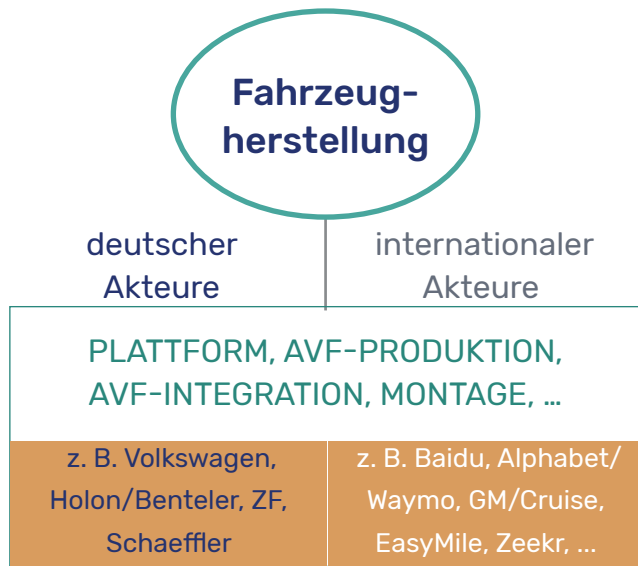 Fahrzeug-
herstellung
deutscher
Akteure
internationaler
Akteure
PLATTFORM, AVF-PRODUKTION,
AVF-INTEGRATION, MONTAGE, …
z. B. Volkswagen,
Holon/Benteler, ZF,
Schaeffler
z. B. Baidu, Alphabet/
Waymo, GM/Cruise,
EasyMile, Zeekr, ...